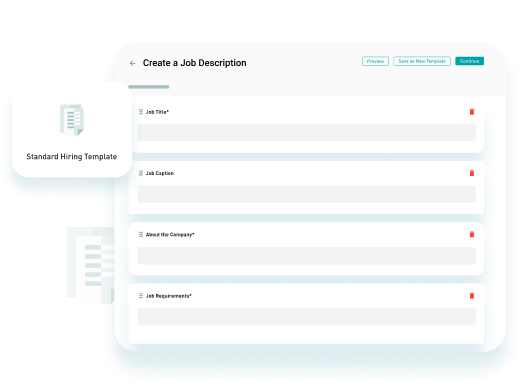 Create a Job Description
Preview
Save as New Template
Continue
Job Title*
Standard Hiring Template
Job Caption
About the Company*
Job Requirements*